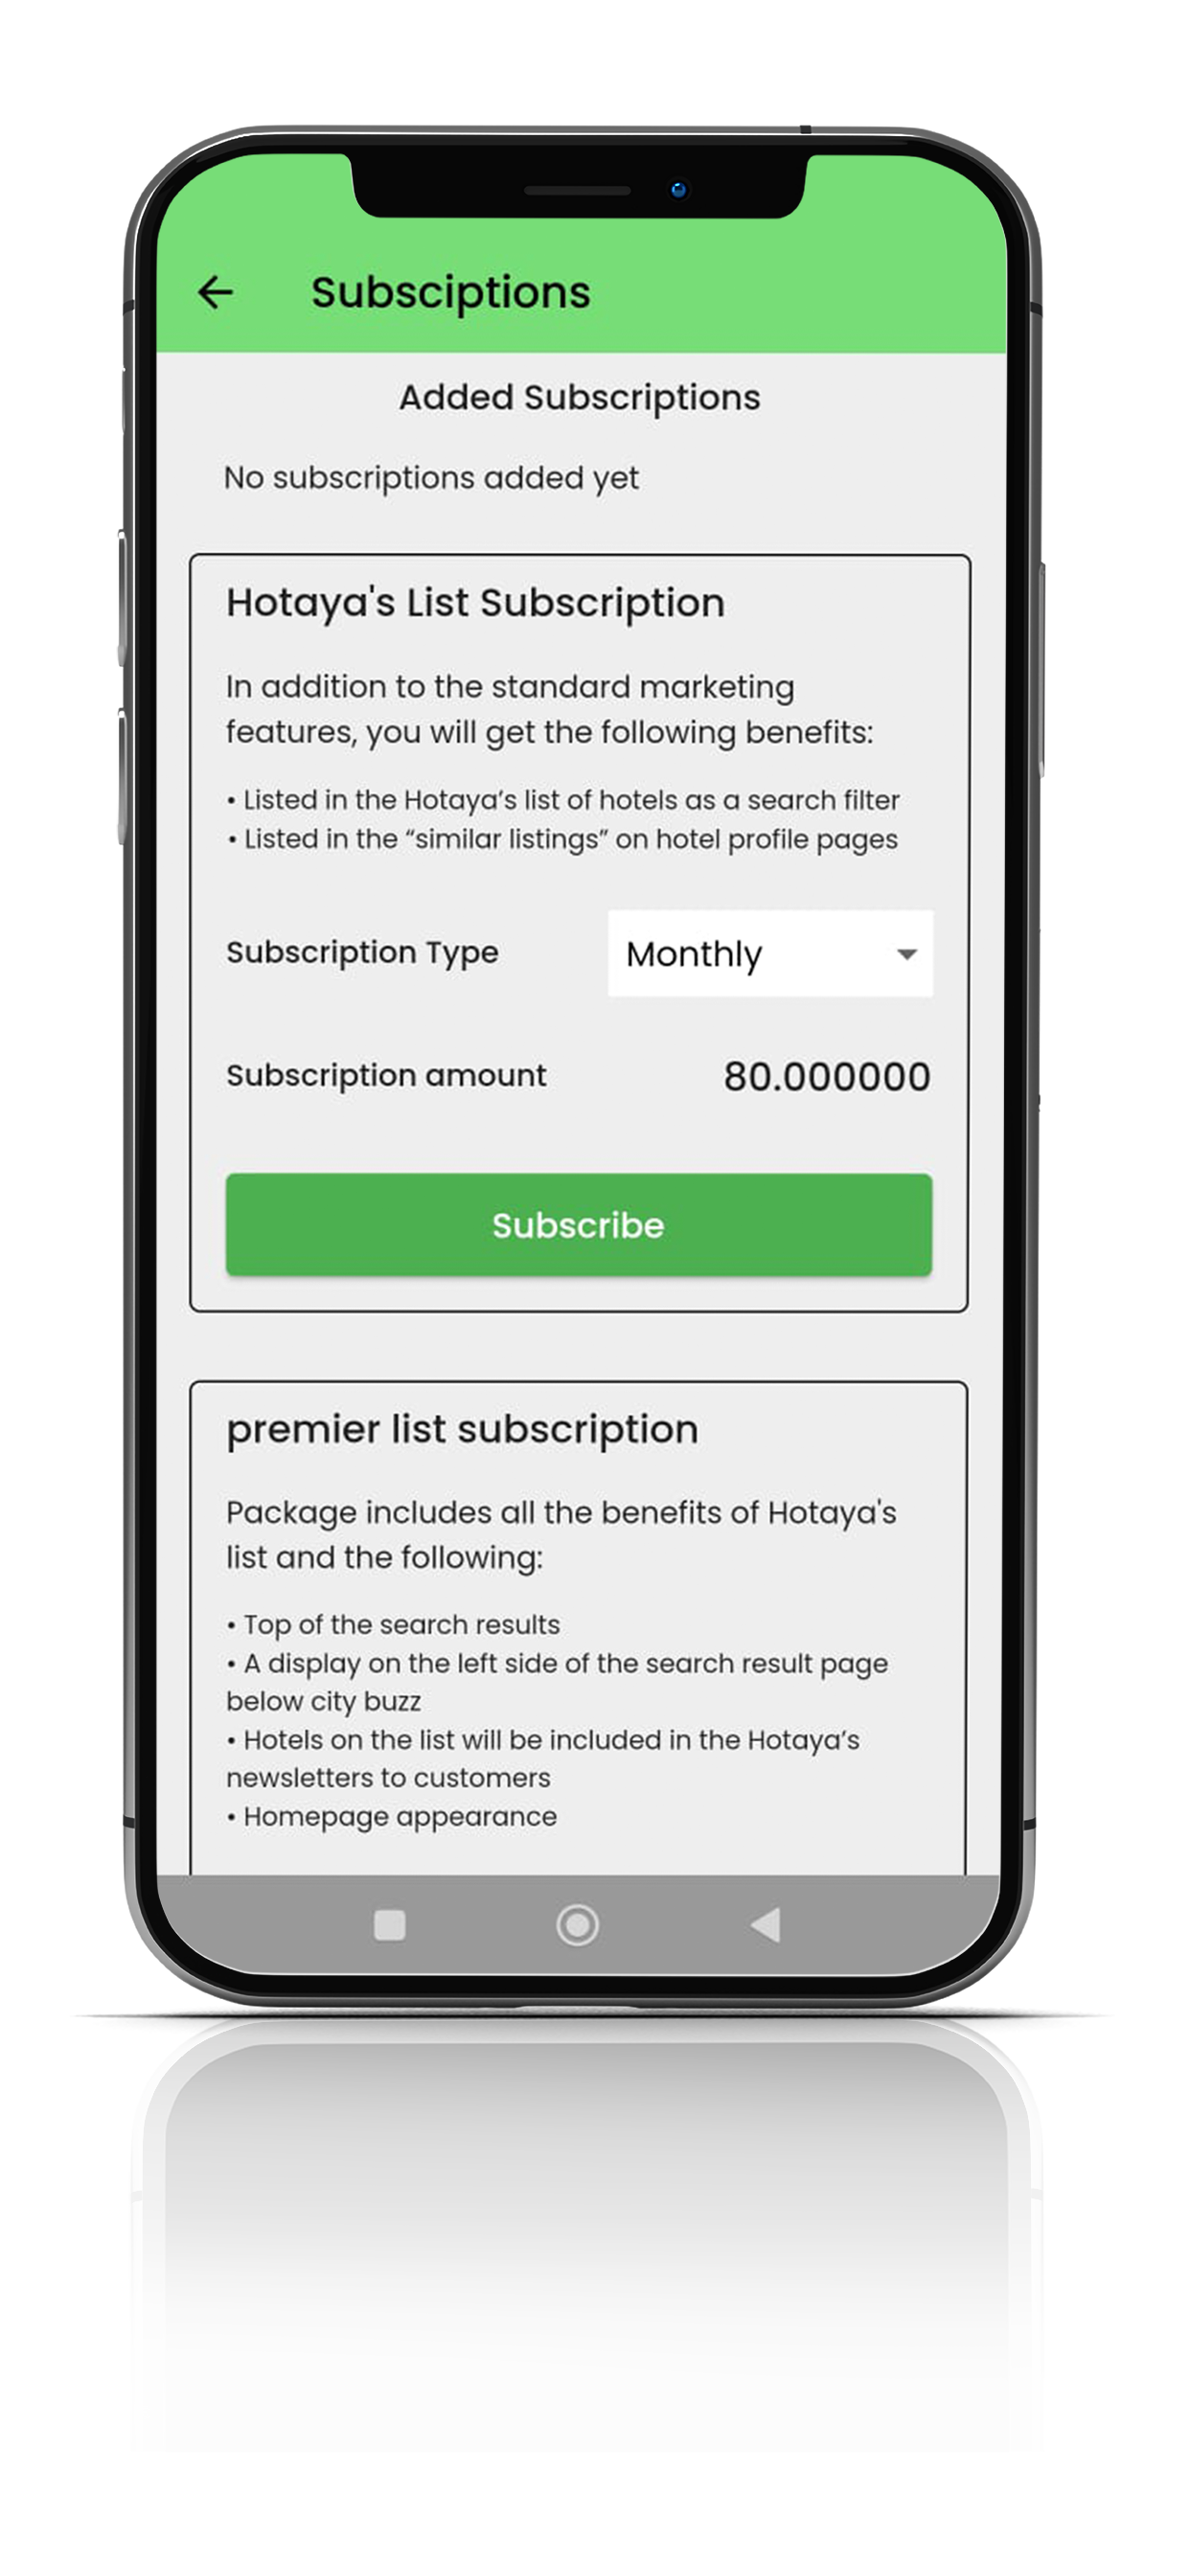 Subsciptions
Added Subscriptions
No subscriptions added yet
Hotaya's List Subscription
In addition to the standard marketing
features, you will get the following benefits:
• Listed in the Hotaya’s list of hotels as a search filter
• Listed in the “similar listings” on hotel profile pages
Subscription Type Monthly
Subscription amount 80.000000
Subscribe
premier list subscription
Package includes all the benefits of Hotaya's
list and the following:
• Top of the search results
• A display on the left side of the search result page
below city buzz
• Hotels on the list will be included in the Hotaya’s
newsletters to customers
• Homepage appearance